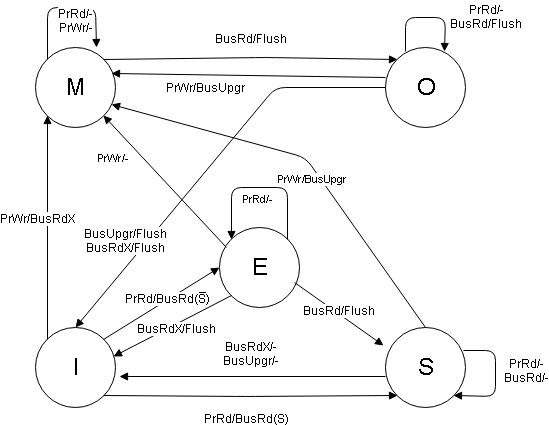 PrRd/-
PrWr/-
PrRd/-
BusRd/Flush
BusRd/Flush
M
O
PrWr/BusUpgr
PrWr/-
PrWr/BusUpgr
PrRd/-
PrWr/BusRdX
BusUpgr/Flush
BusRdX/Flush
E
PrRd/BusRd(S̅)
BusRd/Flush
BusRdX/Flush
BusRdX/-
BusUpgr/-
I
S
PrRd/-
BusRd/-
PrRd/BusRd(S)